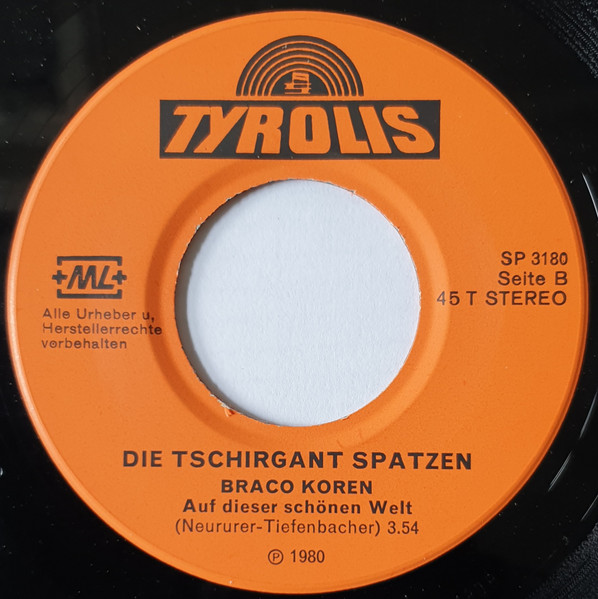 TYROLIS
+ML+
Alle Urheber u,
Herstellerrechte
vorbehalten
SP 3180
Seite B
45 T STEREO
DIE TSCHIRGANT SPATZEN
BRACO KOREN
Auf dieser schönen Welt
(Neururer-Tiefenbacher) 3.54
℗ 1980